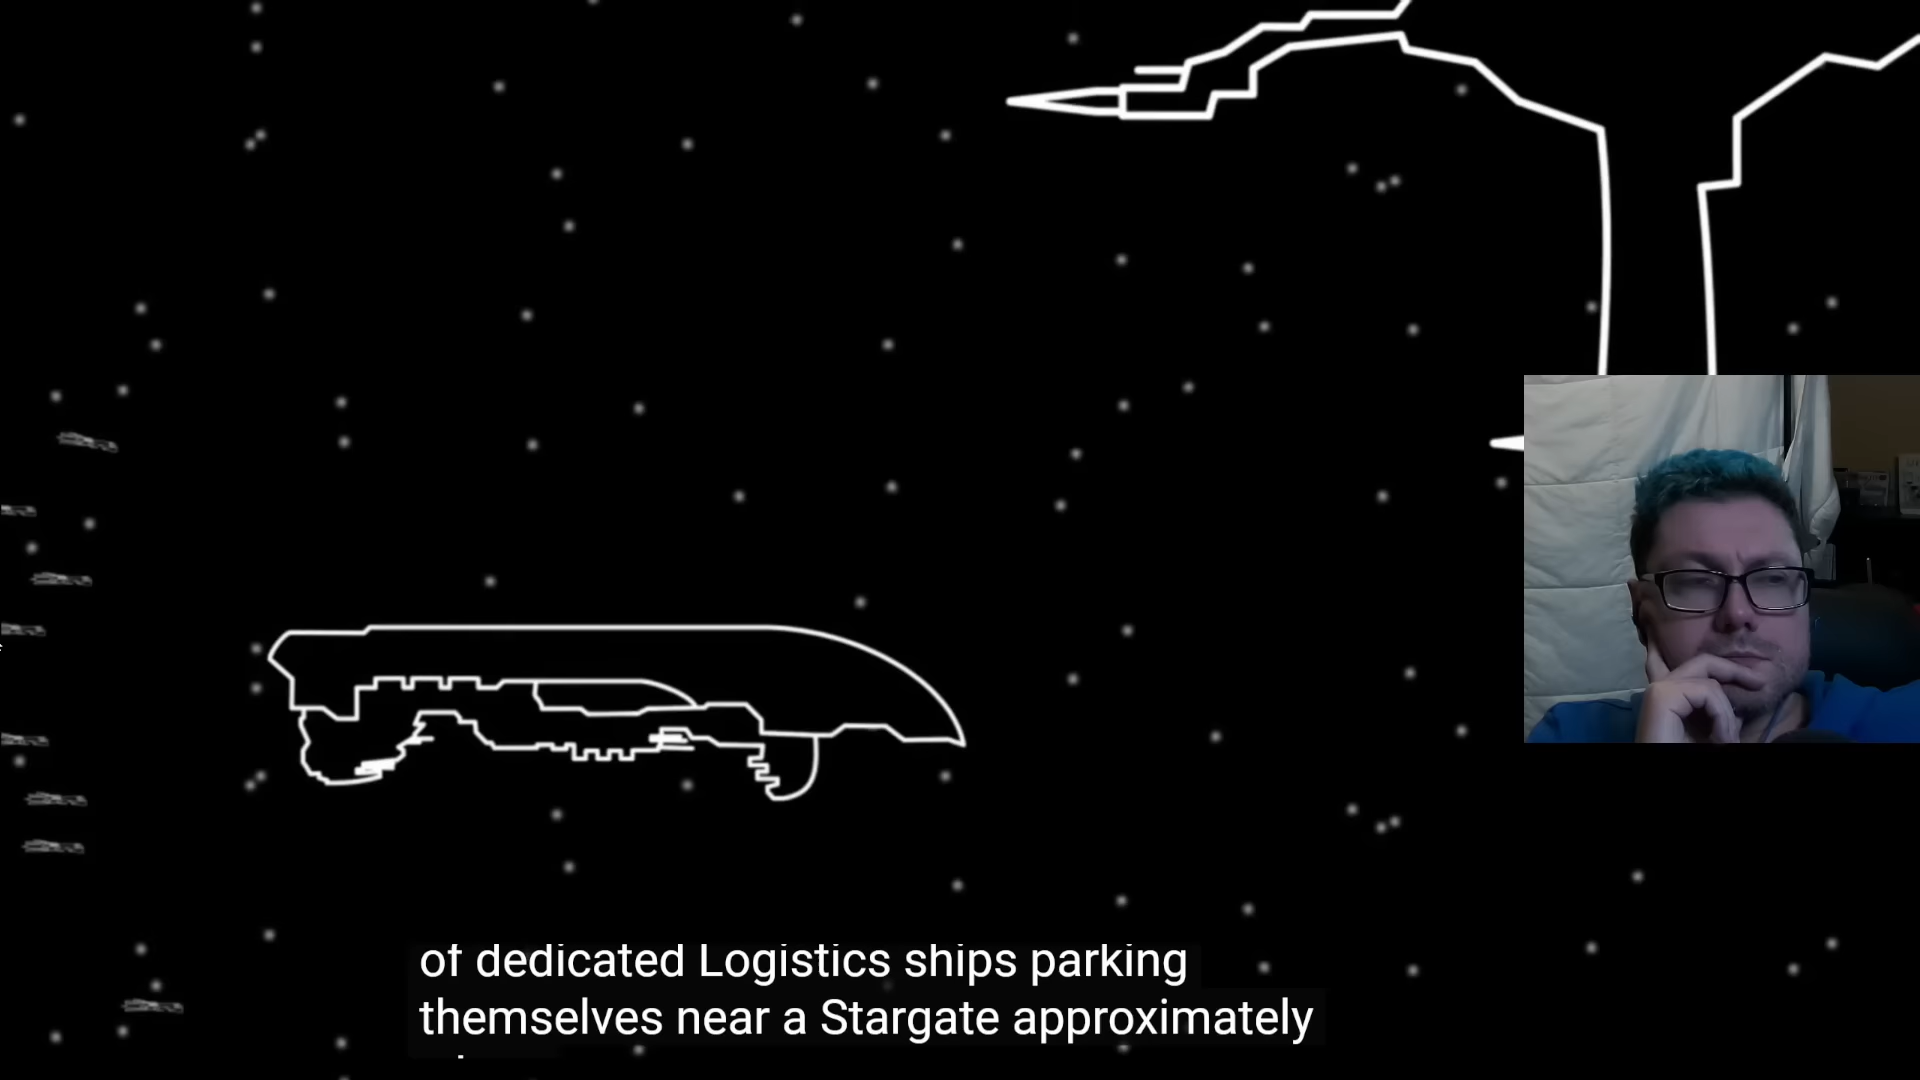 of dedicated Logistics ships parking
themselves near a Stargate approximately